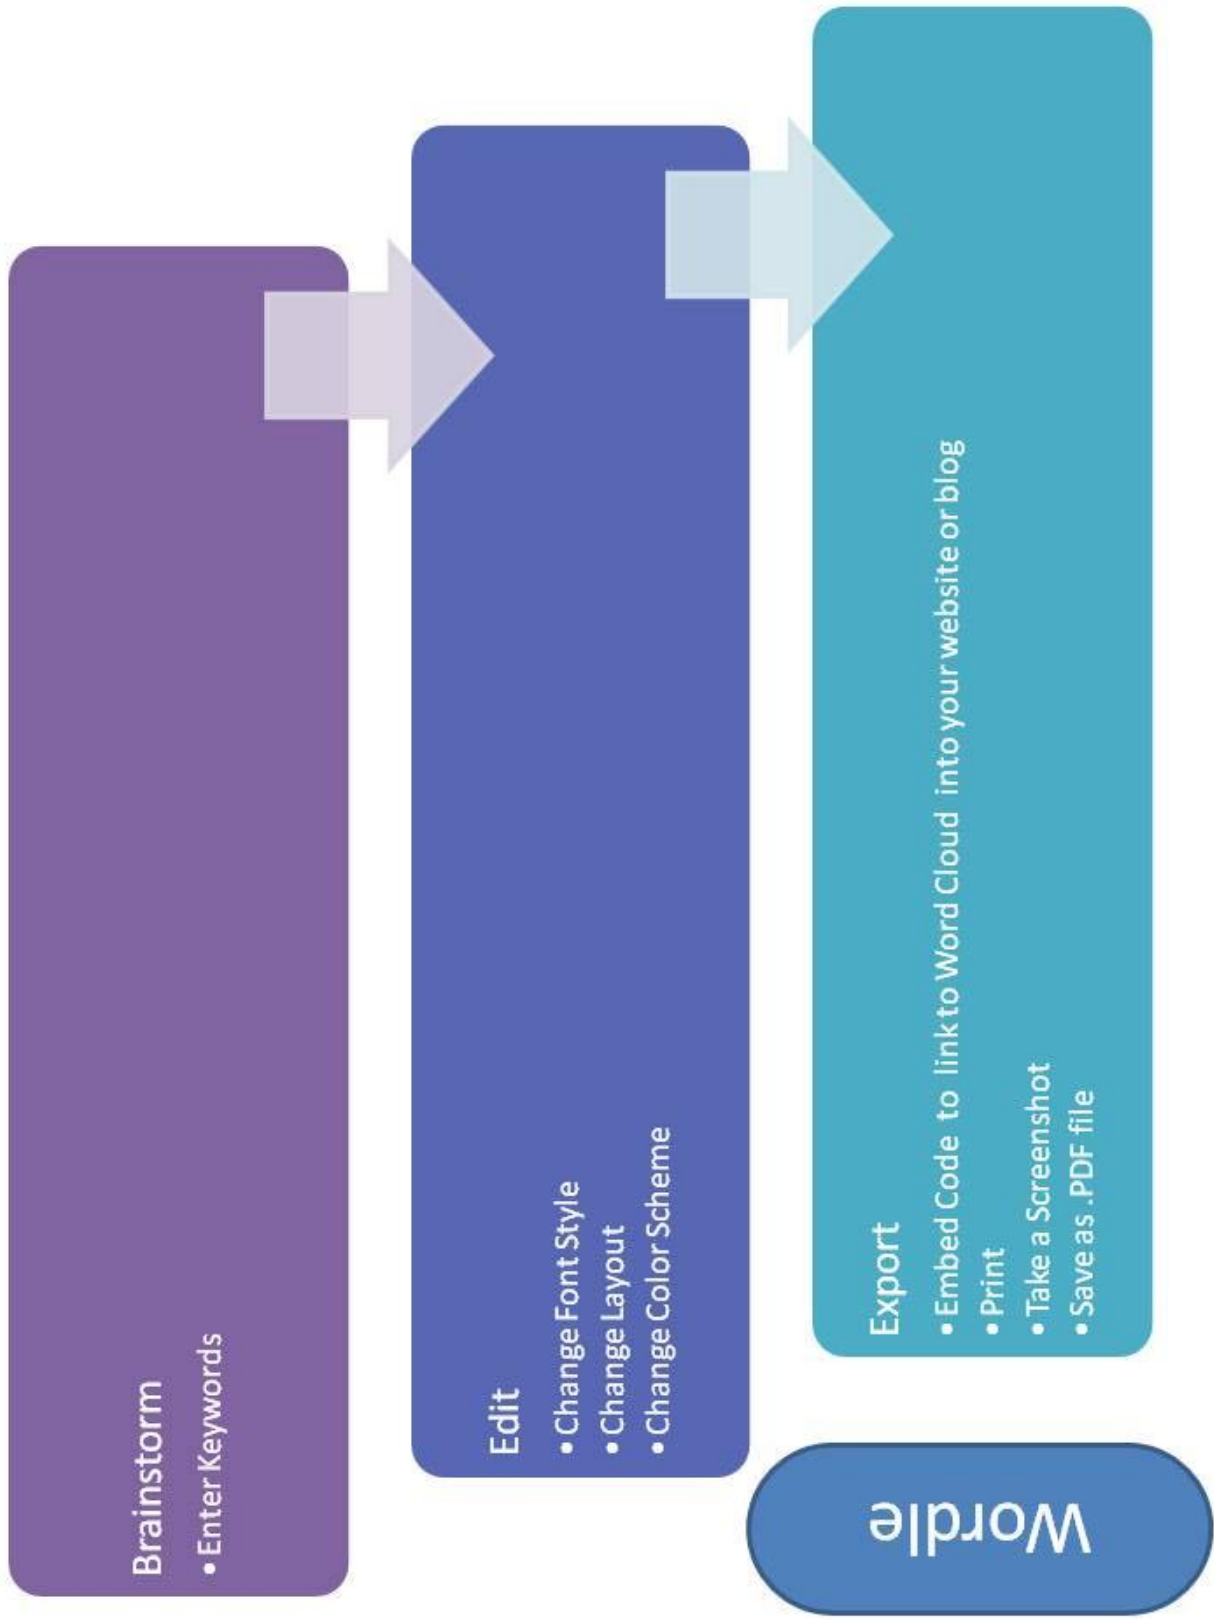 Brainstorm
• Enter Keywords
Edit
• Change Font Style
• Change Layout
• Change Color Scheme
Export
• Embed Code to link to Word Cloud into your website or blog
• Print
• Take a Screenshot
• Save as .PDF file
Wordle